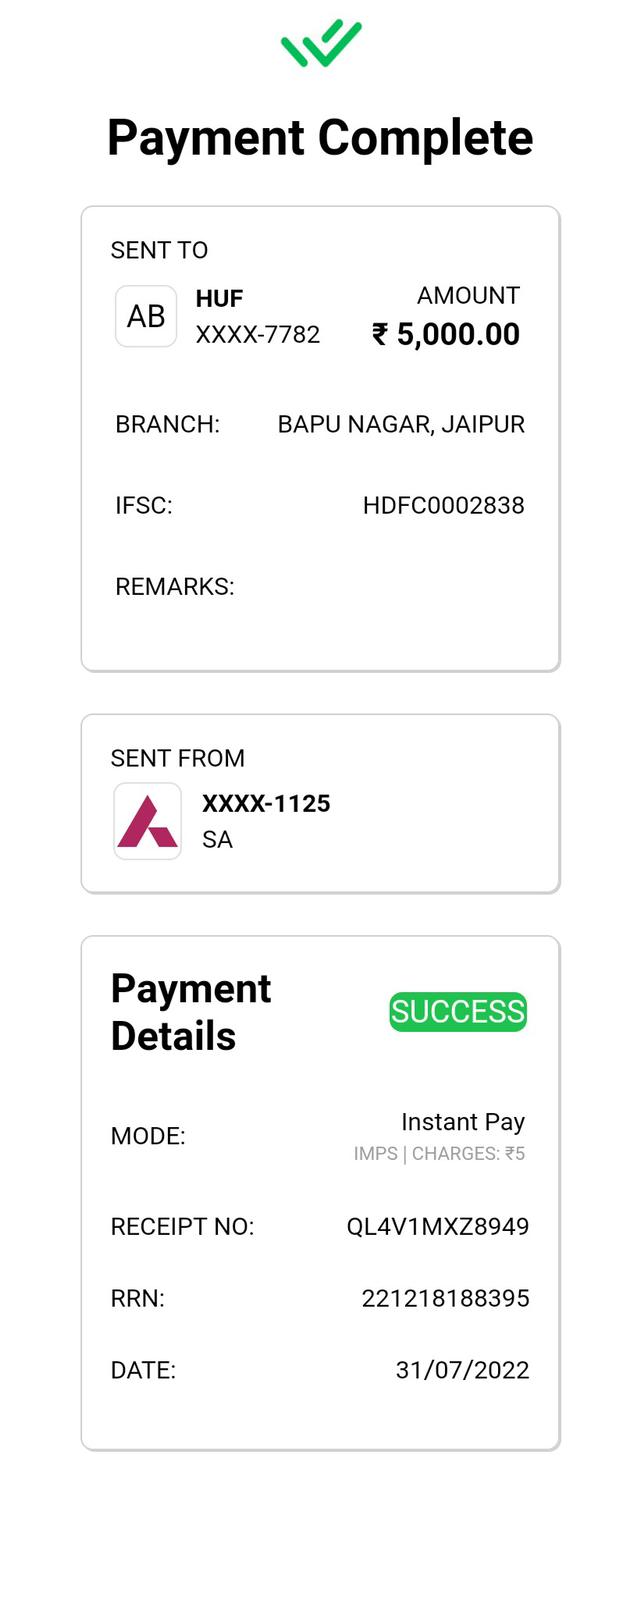 Payment Complete
SENT TO
AB
HUF
XXXX-7782
AMOUNT
₹ 5,000.00
BRANCH: BAPU NAGAR, JAIPUR
IFSC: HDFC0002838
REMARKS:
SENT FROM
XXXX-1125
SA
Payment
Details
SUCCESS
MODE: Instant Pay
IMPS | CHARGES: ₹5
RECEIPT NO: QL4V1MXZ8949
RRN: 221218188395
DATE: 31/07/2022